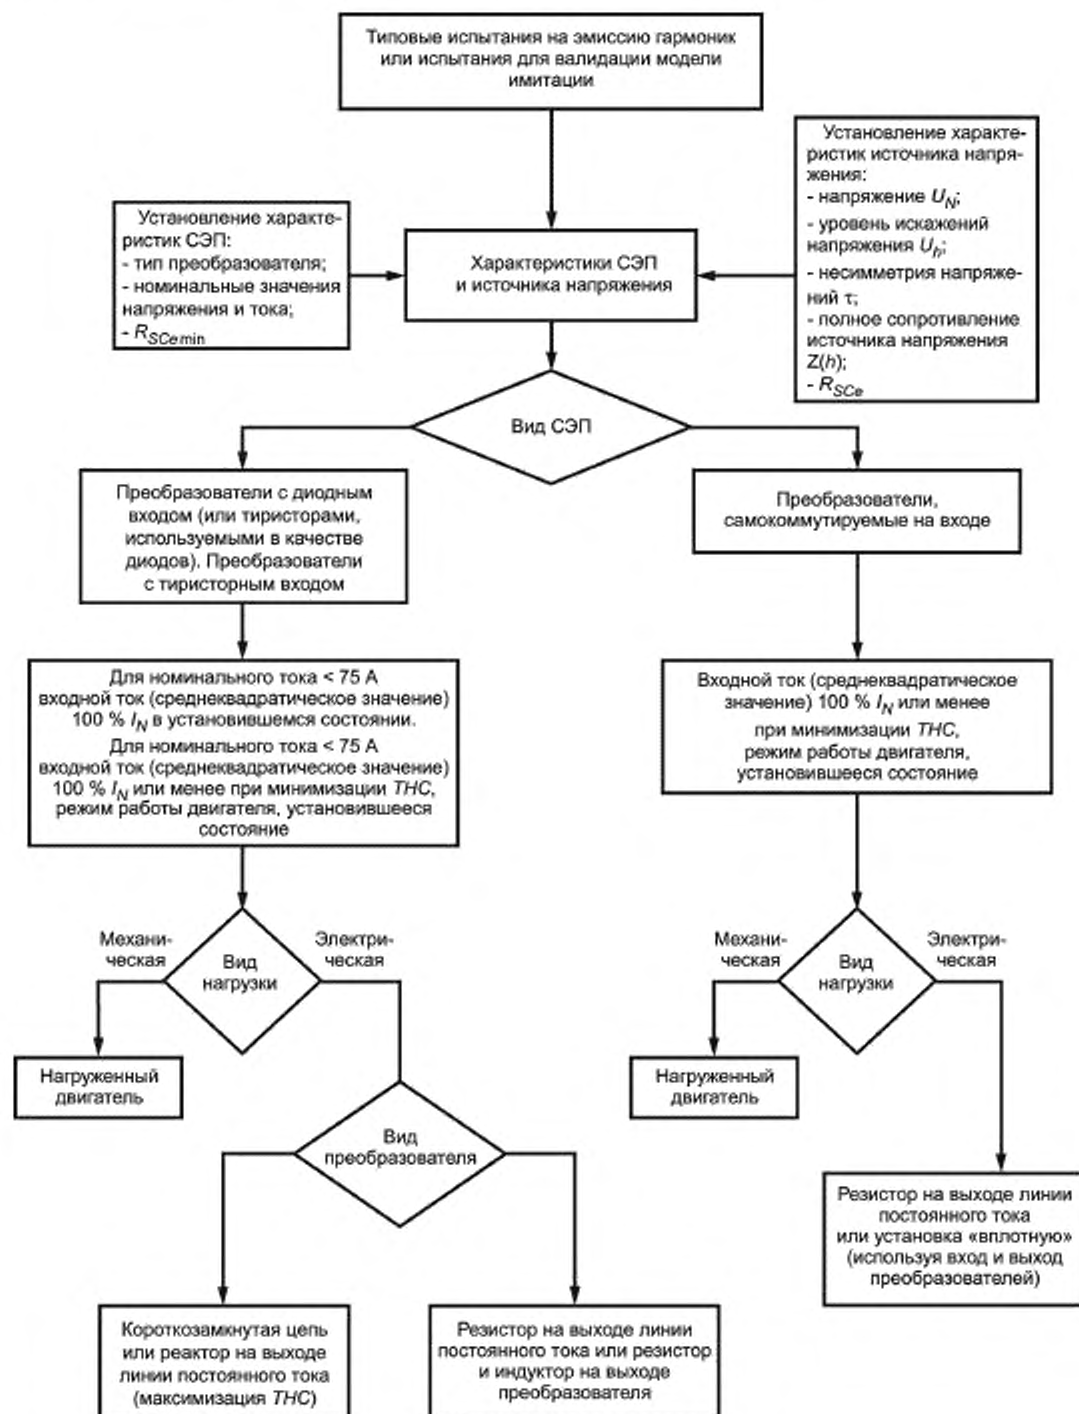 Типовые испытания на эмиссию гармоник
или испытания для валидации модели
имитации
Установление характе-
ристик источника напря-
жения:
- напряжение U_N;
- уровень искажений
напряжения U_h;
- несимметрия напряже-
ний τ;
- полное сопротивление
источника напряжения
Z(h);
- R_SCe
Установление характе-
ристик СЭП:
- тип преобразователя;
- номинальные значения
напряжения и тока;
- R_SCe min
Характеристики СЭП
и источника напряжения
Вид СЭП
Преобразователи с диодным
входом (или тиристорами,
используемыми в качестве
диодов). Преобразователи
с тиристорным входом
Преобразователи,
самокоммутируемые на входе
Для номинального тока < 75 А
входной ток (среднеквадратическое значение)
100 % I_N в установившемся состоянии.
Для номинального тока < 75 А
входной ток (среднеквадратическое значение)
100 % I_N или менее при минимизации THC,
режим работы двигателя, установившееся
состояние
Входной ток (среднеквадратическое
значение) 100 % I_N или менее
при минимизации THC,
режим работы двигателя,
установившееся состояние
Механи-
ческая
Вид
нагрузки
Электри-
ческая
Механи-
ческая
Вид
нагрузки
Электри-
ческая
Нагруженный
двигатель
Нагруженный
двигатель
Вид
преобразователя
Резистор на выходе линии
постоянного тока
или установка «вплотную»
(используя вход и выход
преобразователей)
Короткозамкнутая цепь
или реактор на выходе
линии постоянного тока
(максимизация THC)
Резистор на выходе линии
постоянного тока или резистор
и индуктор на выходе
преобразователя